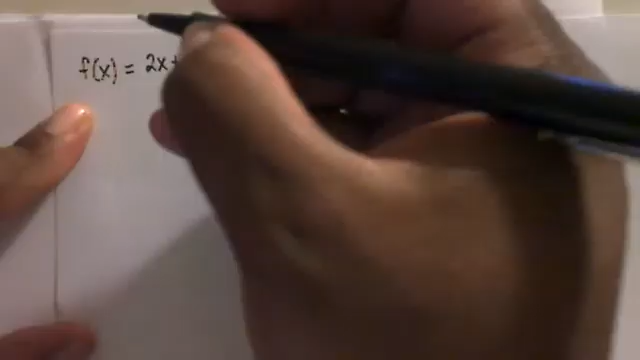 f(x) = 2x+